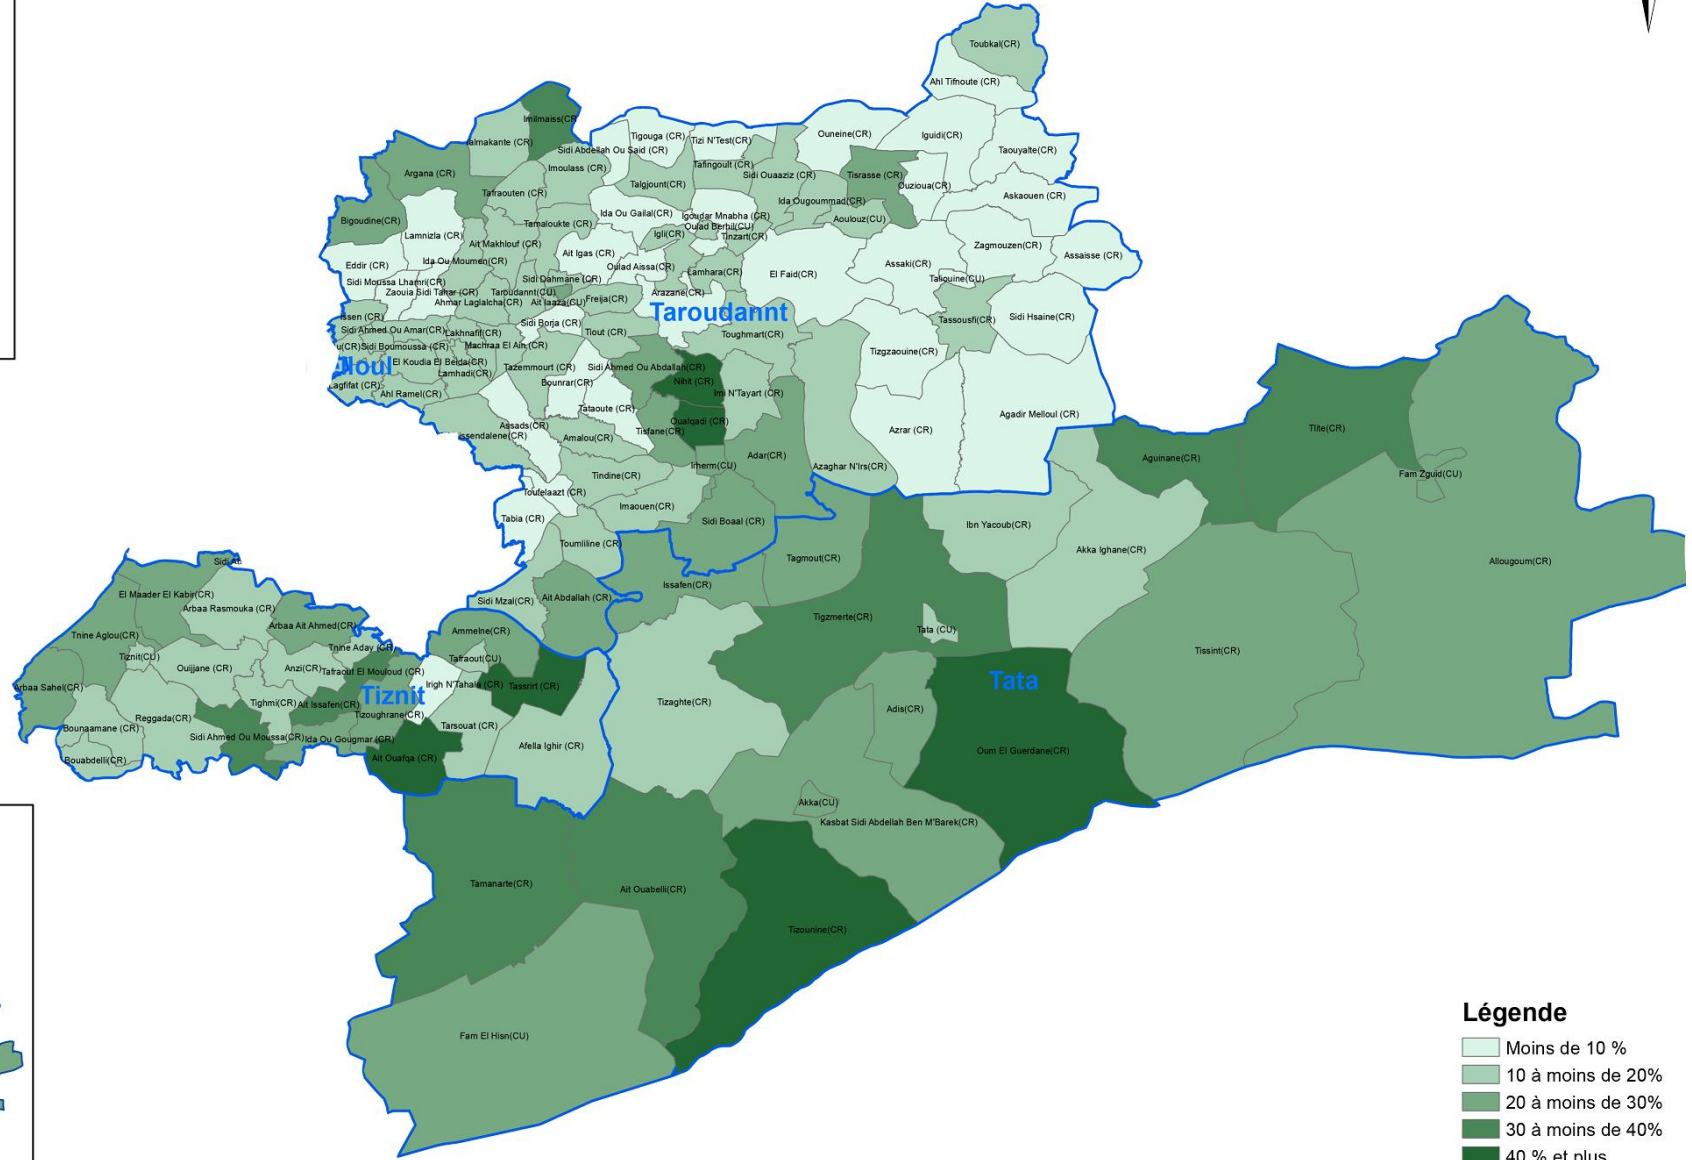 Toubkal(CR)
Ahl Tifnoute (CR)
Imilmaiss(CR
Tigouga (CR)
Tizi N'Test(CR)
Ouneine(CR)
Iguidi(CR)
almakante (CR)
Sidi Abdellah Ou Said (CR)
Taouyalte(CR)
Argana (CR)
Imoulass (CR)
Tafingoult (CR)
Sidi Ouaaziz (CR)
Tisrasse (CR)
Talgjount(CR)
Ouzioua(CR)
Tafraouten (CR)
Askaouen (CR)
Ida Ougoummad(CR)
Bigoudine(CR)
Ida Ou Gailal(CR)
Igoudar Mnabha (CR)
Aoulouz(CU)
Tamaloukte (CR)
Oulad Berhil(CU)
Lamnizla (CR)
Igli(CR)
Tinzart(CR)
Ait Makhlouf (CR)
Zagmouzen(CR)
Ait Igas (CR)
Assaisse (CR)
Eddir (CR)
Ida Ou Moumen(CR)
Oulad Aissa(CR)
Assaki(CR)
Lamhara(CR)
El Faid(CR)
Sidi Moussa Lhamri(CR)
Sidi Dahmane (CR)
Taliouine(CU)
Zaouia Sidi Tahar (CR)
Taroudannt(CU)
Arazane(CR)
Ahmar Laglalcha(CR)
Ait Iaaza(CU)
Freija(CR)
Taroudannt
Issen (CR)
Sidi Borja (CR)
Tassousfi(CR)
Sidi Hsaine(CR)
Sidi Ahmed Ou Amar(CR)
Lakhnafif(CR)
Tiout (CR)
Toughmart(CR)
u(CR)
Sidi Boumoussa (CR)
Machraa El Ain(CR)
Tizgzaouine(CR)
El Koudia El Beida(CR)
Tazemmourt (CR)
Sidi Ahmed Ou Abdallah(CR)
Jloul
Lamhadi(CR)
Lagfifat (CR)
Bounrar(CR)
Nihit (CR)
Ahl Ramel(CR)
Imi N'Tayart (CR)
Tataoute (CR)
Agadir Melloul (CR)
Assads(CR)
Oualqadi (CR)
ssendalene(CR)
Amalou(CR)
Tisfane(CR)
Azrar (CR)
Tlite(CR)
Adar(CR)
Aguinane(CR)
Irherm(CU)
Azaghar N'Irs(CR)
Tindine(CR)
Fam Zguid(CU)
Toufelaazt (CR)
Imaouen(CR)
Tabia (CR)
Sidi Boaal (CR)
Ibn Yacoub(CR)
Toumliline (CR)
Akka Ighane(CR)
Tagmout(CR)
Allougoum(CR)
Issafen(CR)
El Maader El Kabir(CR)
Arbaa Rasmouka (CR)
Sidi Mzal(CR)
Ait Abdallah (CR)
Tigzmerte(CR)
Arbaa Ait Ahmed(CR)
Ammelne(CR)
Tata (CU)
Tnine Aglou(CR)
Tnine Aday (CR)
Tissint(CR)
Tiznit(CU)
Tafraout(CU)
Ouijjane (CR)
Anzi(CR)
Tafraout El Mouloud (CR)
Tata
Arbaa Sahel(CR)
Irigh N'Tahala (CR)
Tassrirt (CR)
Tiznit
Tighmi(CR)
Ait Issafen(CR)
Tizaghte(CR)
Adis(CR)
Reggada(CR)
Tizoughrane(CR)
Bounaamane (CR)
Tarsouat (CR)
Sidi Ahmed Ou Moussa(CR)
Ida Ou Gougmar(CR)
Afella Ighir (CR)
Oum El Guerdane(CR)
Bouabdelli(CR)
Ait Ouafqa (CR)
Akka(CU)
Kasbat Sidi Abdellah Ben M'Barek(CR)
Tamanarte(CR)
Ait Ouabelli(CR)
Tizounine(CR)
Fam El Hisn(CU)
Légende
Moins de 10 %
10 à moins de 20%
20 à moins de 30%
30 à moins de 40%
40 % et plus